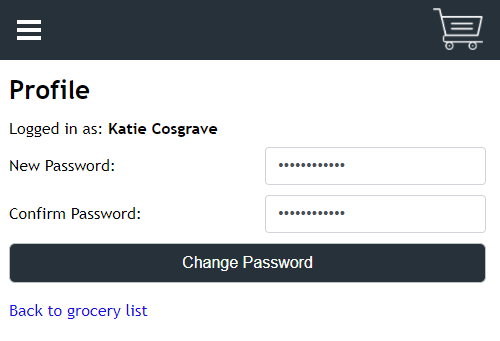 Profile
Logged in as: Katie Cosgrave
New Password: ••••••••••••
Confirm Password: ••••••••••••
Change Password
Back to grocery list